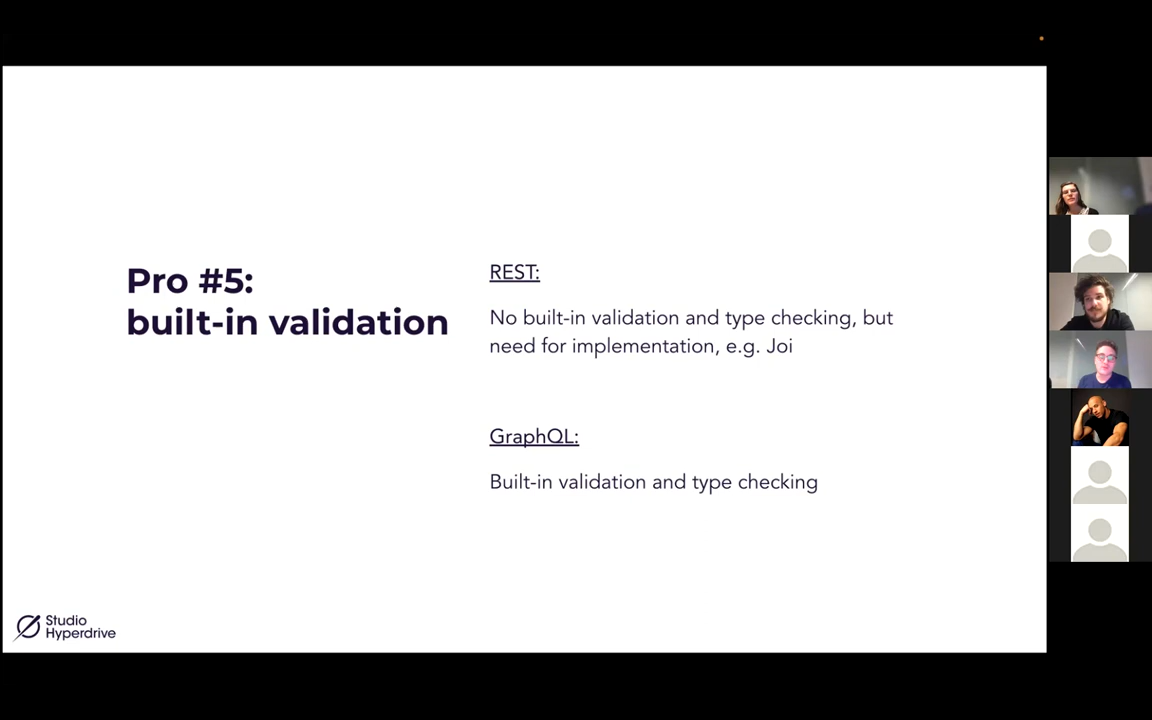 Pro #5:
built-in validation
REST:
No built-in validation and type checking, but
need for implementation, e.g. Joi
GraphQL:
Built-in validation and type checking
Studio
Hyperdrive